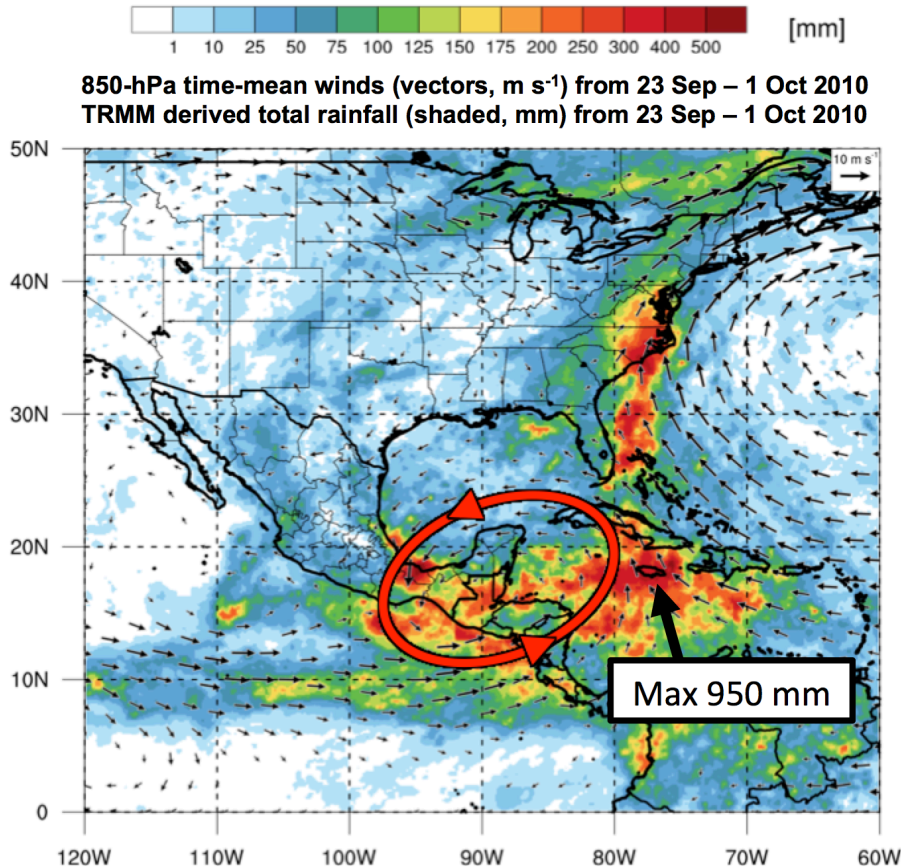 [mm]
1 10 25 50 75 100 125 150 175 200 250 300 400 500
850-hPa time-mean winds (vectors, m s-1) from 23 Sep – 1 Oct 2010
TRMM derived total rainfall (shaded, mm) from 23 Sep – 1 Oct 2010
50N
10 m s-1
40N
30N
20N
10N
Max 950 mm
0
120W 110W 100W 90W 80W 70W 60W